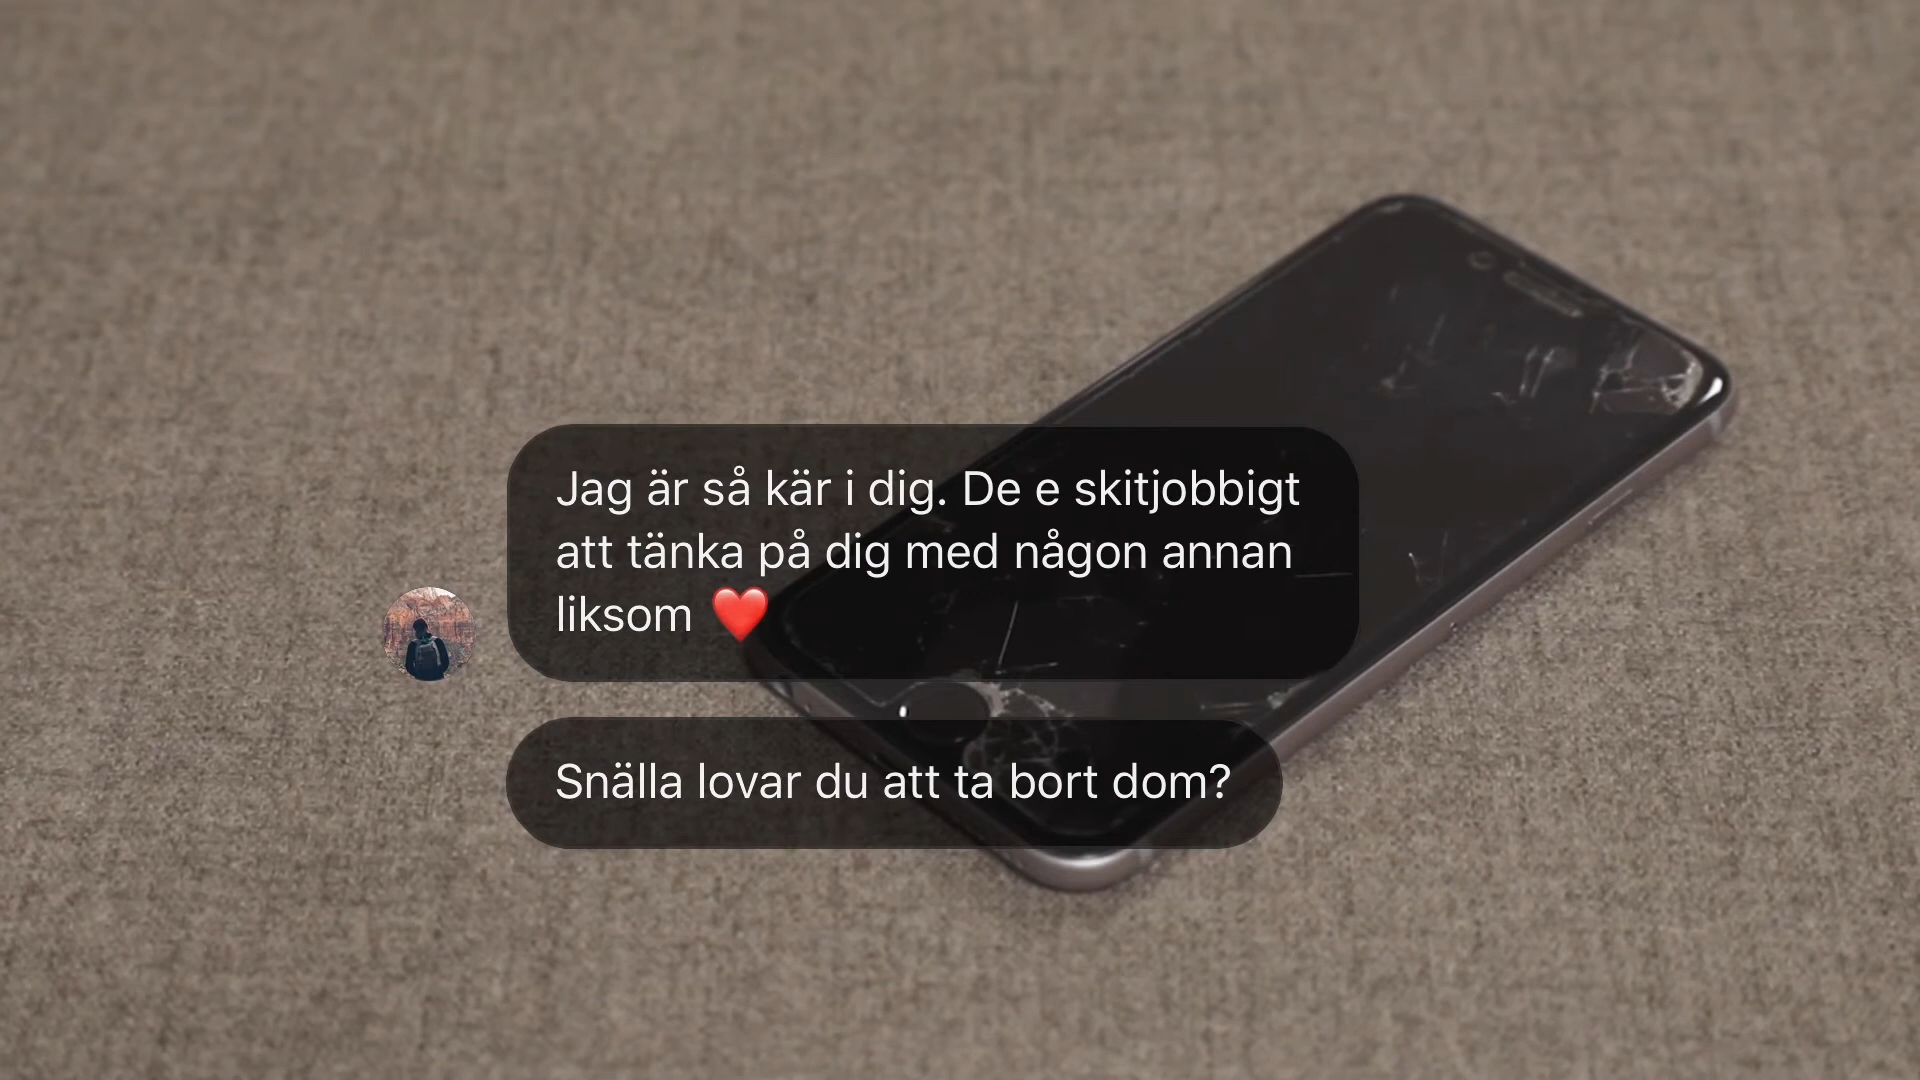 Jag är så kär i dig. De e skitjobbigt
att tänka på dig med någon annan
liksom ❤️
Snälla lovar du att ta bort dom?